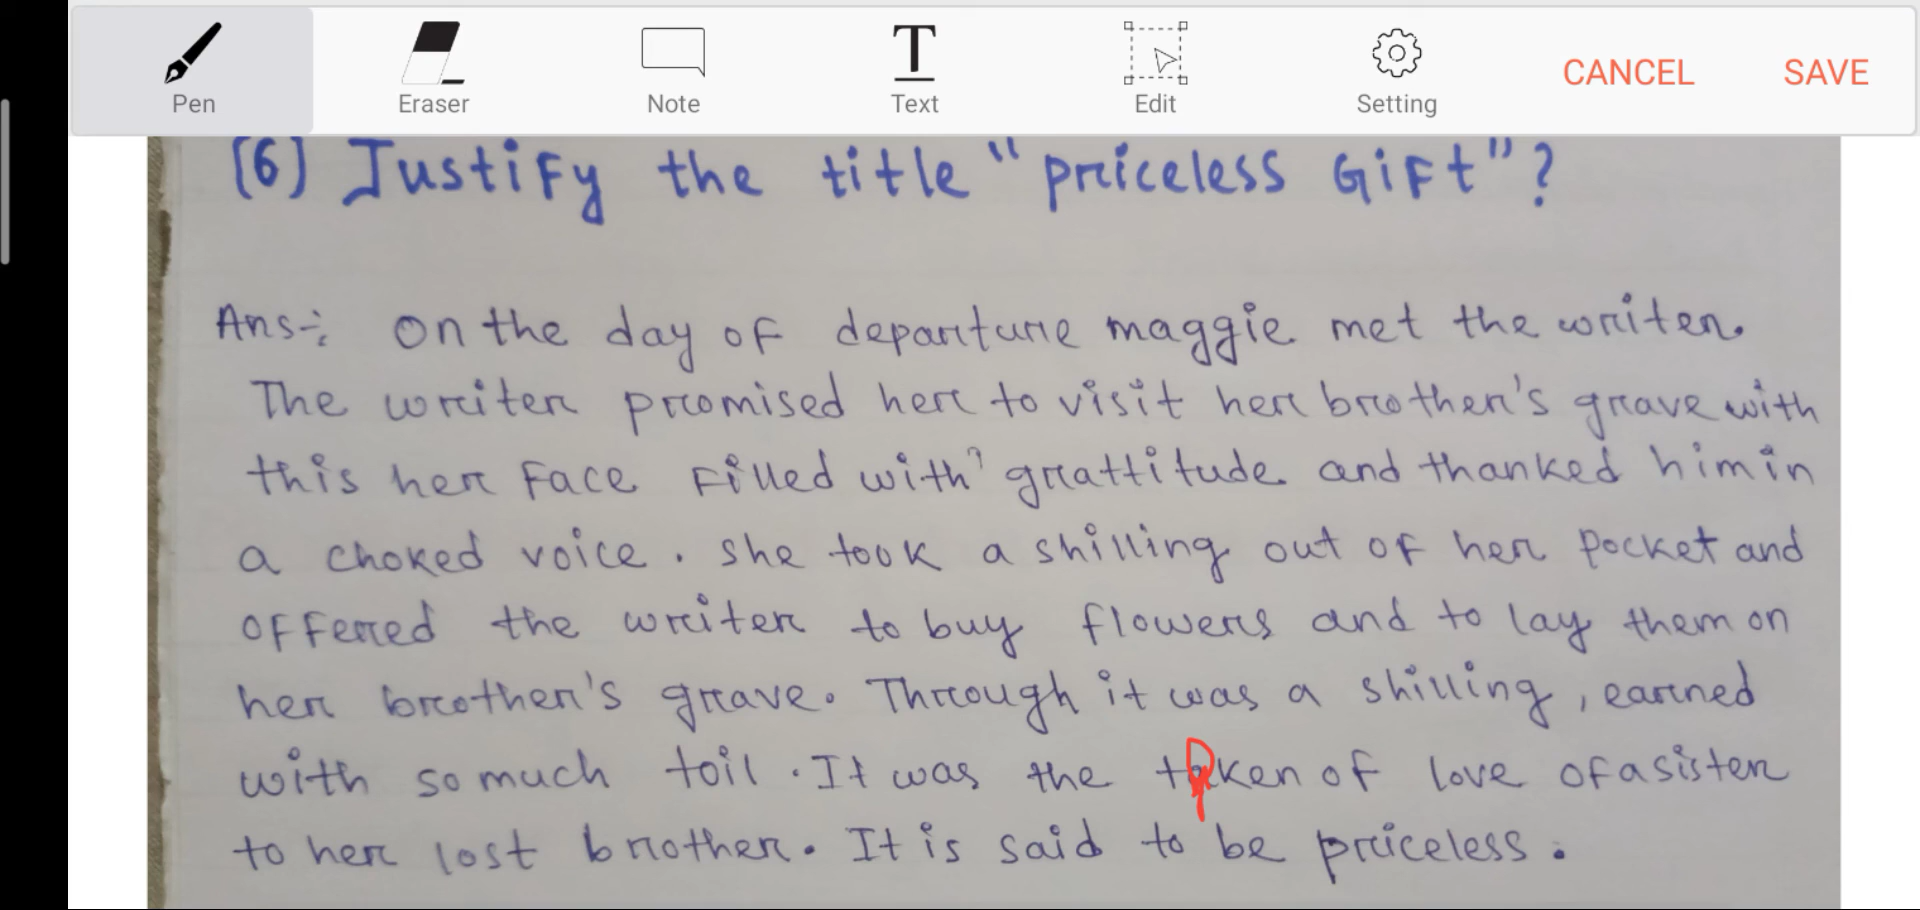 Pen Eraser Note Text Edit Setting CANCEL SAVE
T
(6) Justify the title "priceless Gift"?
Ans-: On the day of departure maggie met the writer.
The writer promised her to visit her brother's grave with
this her face filled with' grattitude and thanked him in
a choked voice. she took a shilling out of her pocket and
offered the writer to buy flowers and to lay them on
her brother's grave. Through it was a shilling, earned
with so much toil. It was the token of love of a sister
to her lost brother. It is said to be priceless.